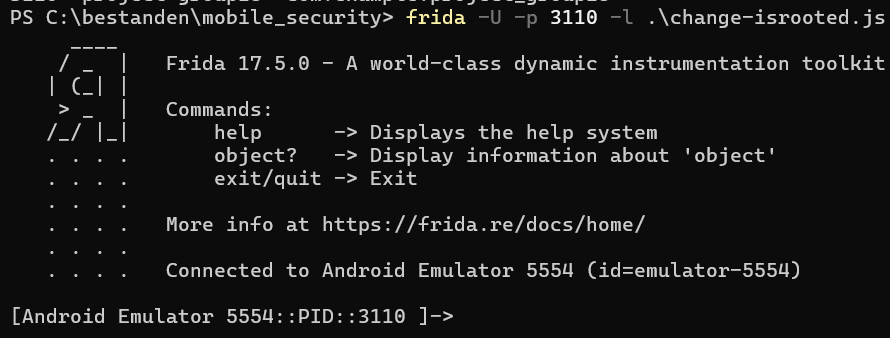 PS C:\bestanden\mobile_security> frida -U -p 3110 -l .\change-isrooted.js
____
/ _ | Frida 17.5.0 - A world-class dynamic instrumentation toolkit
| (_| |
> _ | Commands:
/_/ |_| help -> Displays the help system
. . . . object? -> Display information about 'object'
. . . . exit/quit -> Exit
. . . .
. . . . More info at https://frida.re/docs/home/
. . . .
. . . . Connected to Android Emulator 5554 (id=emulator-5554)
[Android Emulator 5554::PID::3110 ]->